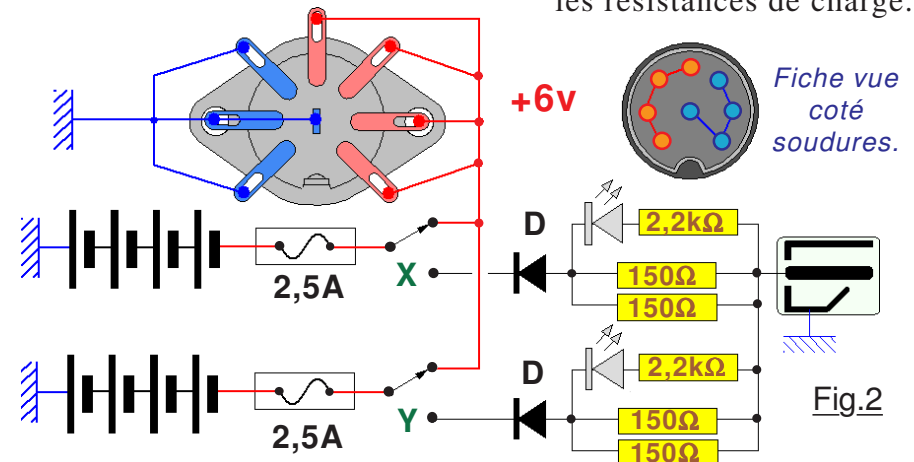 les résistances de charge.
+6v
Fiche vue
coté
soudures.
D
2,2kΩ
X
150Ω
2,5A
150Ω
D
2,2kΩ
Fig.2
Y
150Ω
2,5A
150Ω